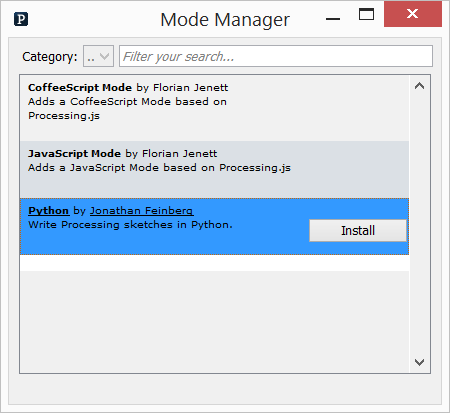 P
Mode Manager
Category: .. Filter your search...
CoffeeScript Mode by Florian Jenett
Adds a CoffeeScript Mode based on
Processing.js
JavaScript Mode by Florian Jenett
Adds a JavaScript Mode based on Processing.js
Python by Jonathan Feinberg
Write Processing sketches in Python.
Install